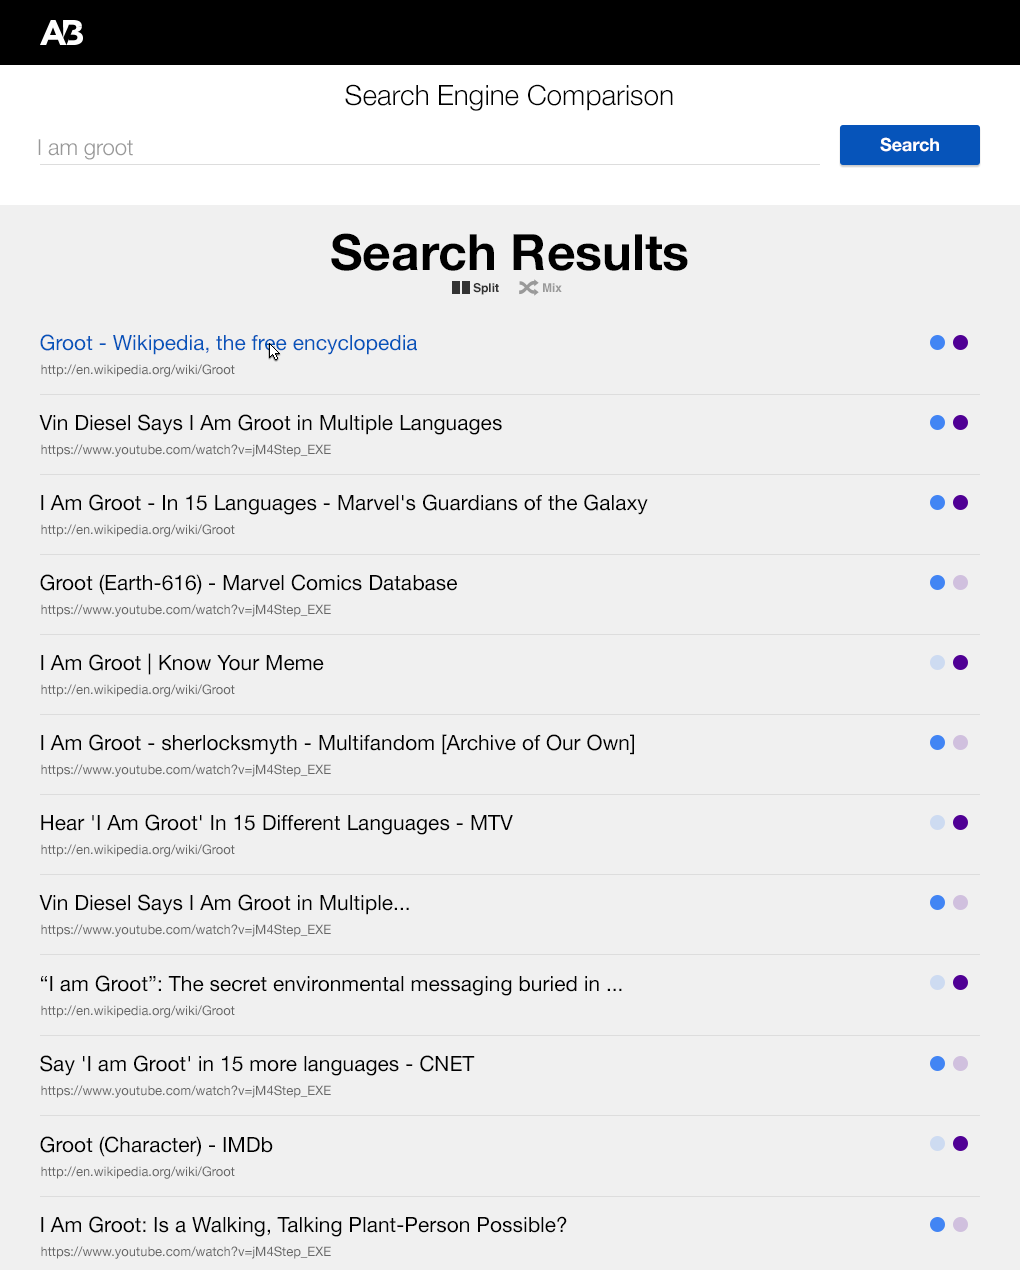 AB
Search Engine Comparison
I am groot
Search
Search Results
Split Mix
Groot - Wikipedia, the free encyclopedia
http://en.wikipedia.org/wiki/Groot
Vin Diesel Says I Am Groot in Multiple Languages
https://www.youtube.com/watch?v=jM4Step_EXE
I Am Groot - In 15 Languages - Marvel's Guardians of the Galaxy
http://en.wikipedia.org/wiki/Groot
Groot (Earth-616) - Marvel Comics Database
https://www.youtube.com/watch?v=jM4Step_EXE
I Am Groot | Know Your Meme
http://en.wikipedia.org/wiki/Groot
I Am Groot - sherlocksmyth - Multifandom [Archive of Our Own]
https://www.youtube.com/watch?v=jM4Step_EXE
Hear 'I Am Groot' In 15 Different Languages - MTV
http://en.wikipedia.org/wiki/Groot
Vin Diesel Says I Am Groot in Multiple...
https://www.youtube.com/watch?v=jM4Step_EXE
“I am Groot”: The secret environmental messaging buried in ...
http://en.wikipedia.org/wiki/Groot
Say 'I am Groot' in 15 more languages - CNET
https://www.youtube.com/watch?v=jM4Step_EXE
Groot (Character) - IMDb
http://en.wikipedia.org/wiki/Groot
I Am Groot: Is a Walking, Talking Plant-Person Possible?
https://www.youtube.com/watch?v=jM4Step_EXE